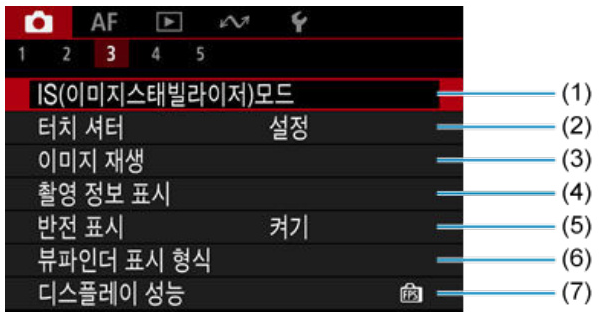 AF
1 2 3 4 5
IS(이미지스태빌라이저)모드 (1)
터치 셔터 설정 (2)
이미지 재생 (3)
촬영 정보 표시 (4)
반전 표시 켜기 (5)
뷰파인더 표시 형식 (6)
디스플레이 성능 FPS (7)